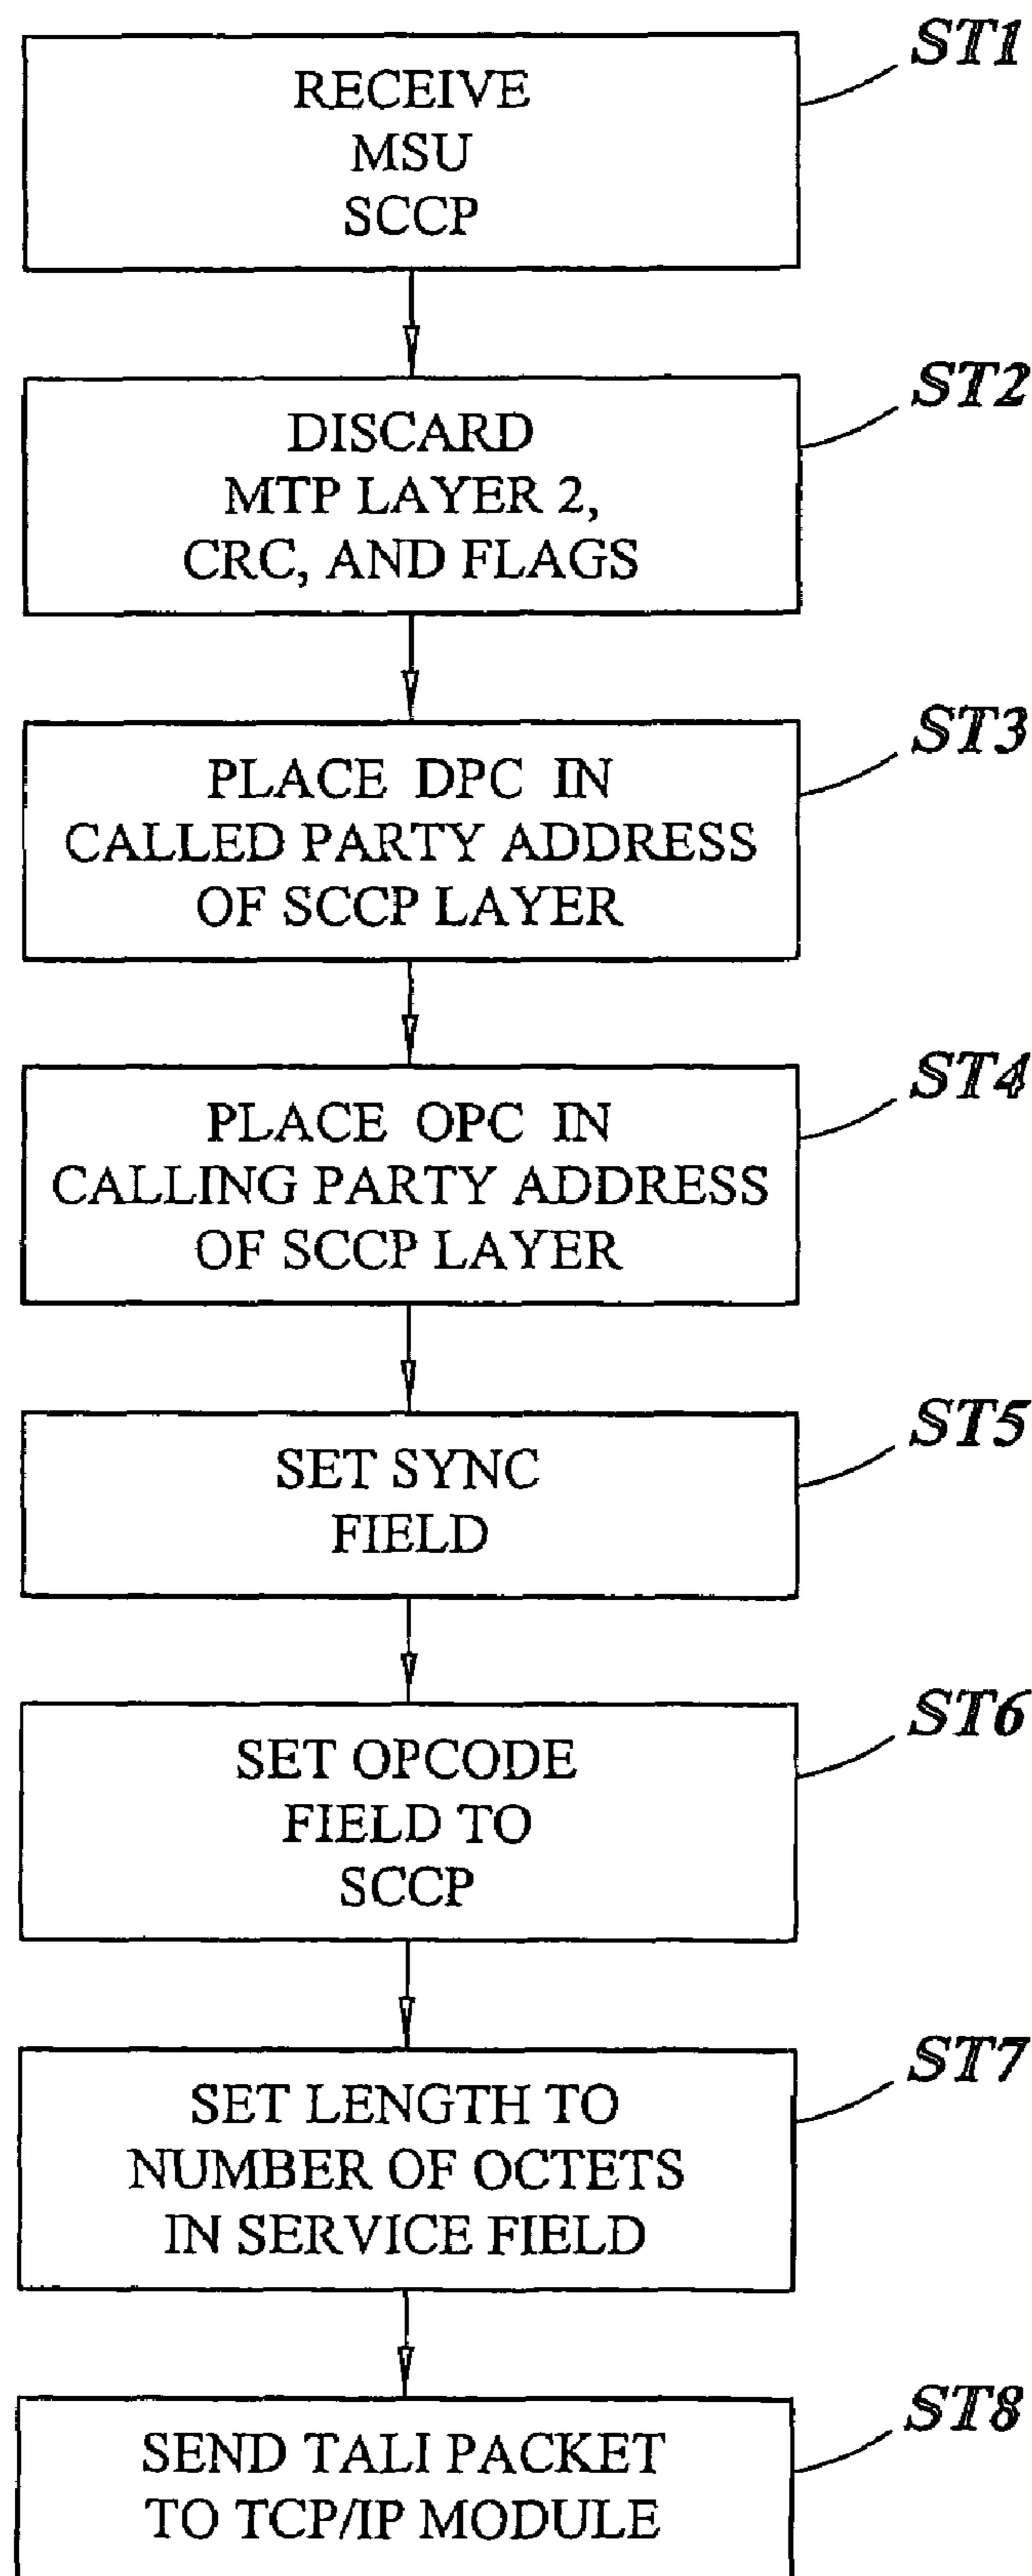 ST1
RECEIVE
MSU
SCCP
ST2
DISCARD
MTP LAYER 2,
CRC, AND FLAGS
ST3
PLACE DPC IN
CALLED PARTY ADDRESS
OF SCCP LAYER
ST4
PLACE OPC IN
CALLING PARTY ADDRESS
OF SCCP LAYER
ST5
SET SYNC
FIELD
ST6
SET OPCODE
FIELD TO
SCCP
ST7
SET LENGTH TO
NUMBER OF OCTETS
IN SERVICE FIELD
ST8
SEND TALI PACKET
TO TCP/IP MODULE